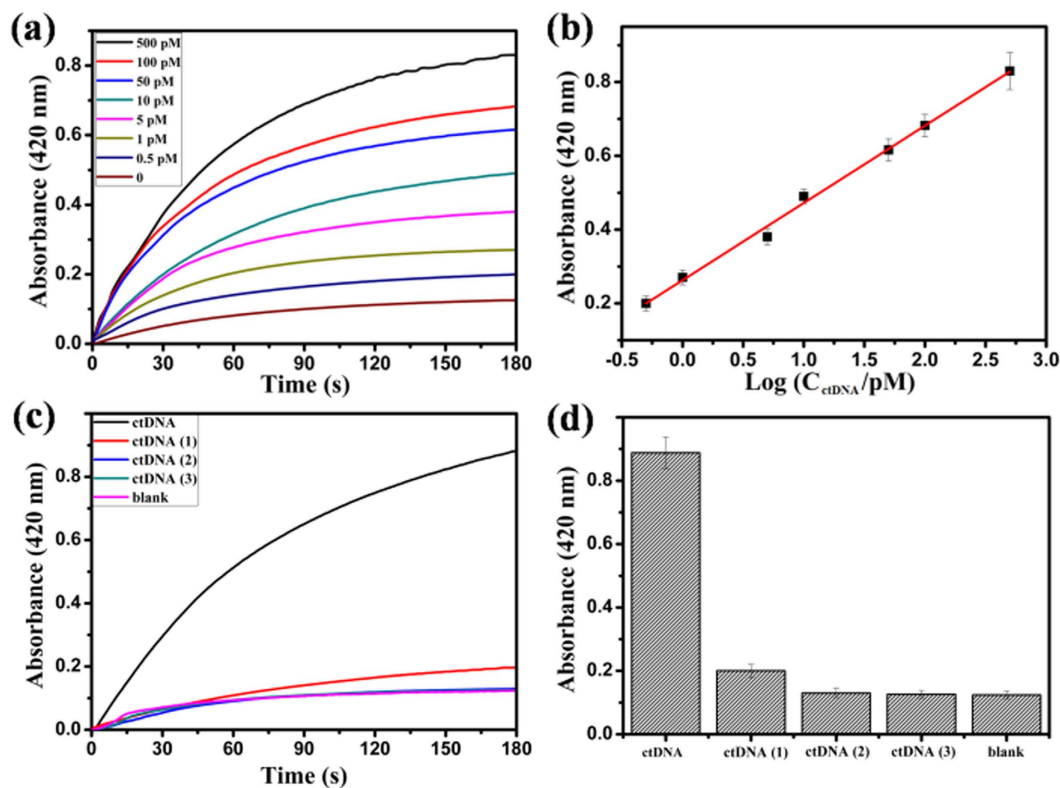 (a)
500 pM
100 pM
50 pM
10 pM
5 pM
1 pM
0.5 pM
0
0.8
0.6
0.4
0.2
0.0
Absorbance (420 nm)
0 30 60 90 120 150 180
Time (s)
(b)
0.8
0.6
0.4
0.2
Absorbance (420 nm)
-0.5 0.0 0.5 1.0 1.5 2.0 2.5 3.0
Log (CctDNA/pM)
(c)
ctDNA
ctDNA (1)
ctDNA (2)
ctDNA (3)
blank
0.8
0.6
0.4
0.2
0.0
Absorbance (420 nm)
0 30 60 90 120 150 180
Time (s)
(d)
0.8
0.6
0.4
0.2
0.0
Absorbance (420 nm)
ctDNA ctDNA (1) ctDNA (2) ctDNA (3) blank